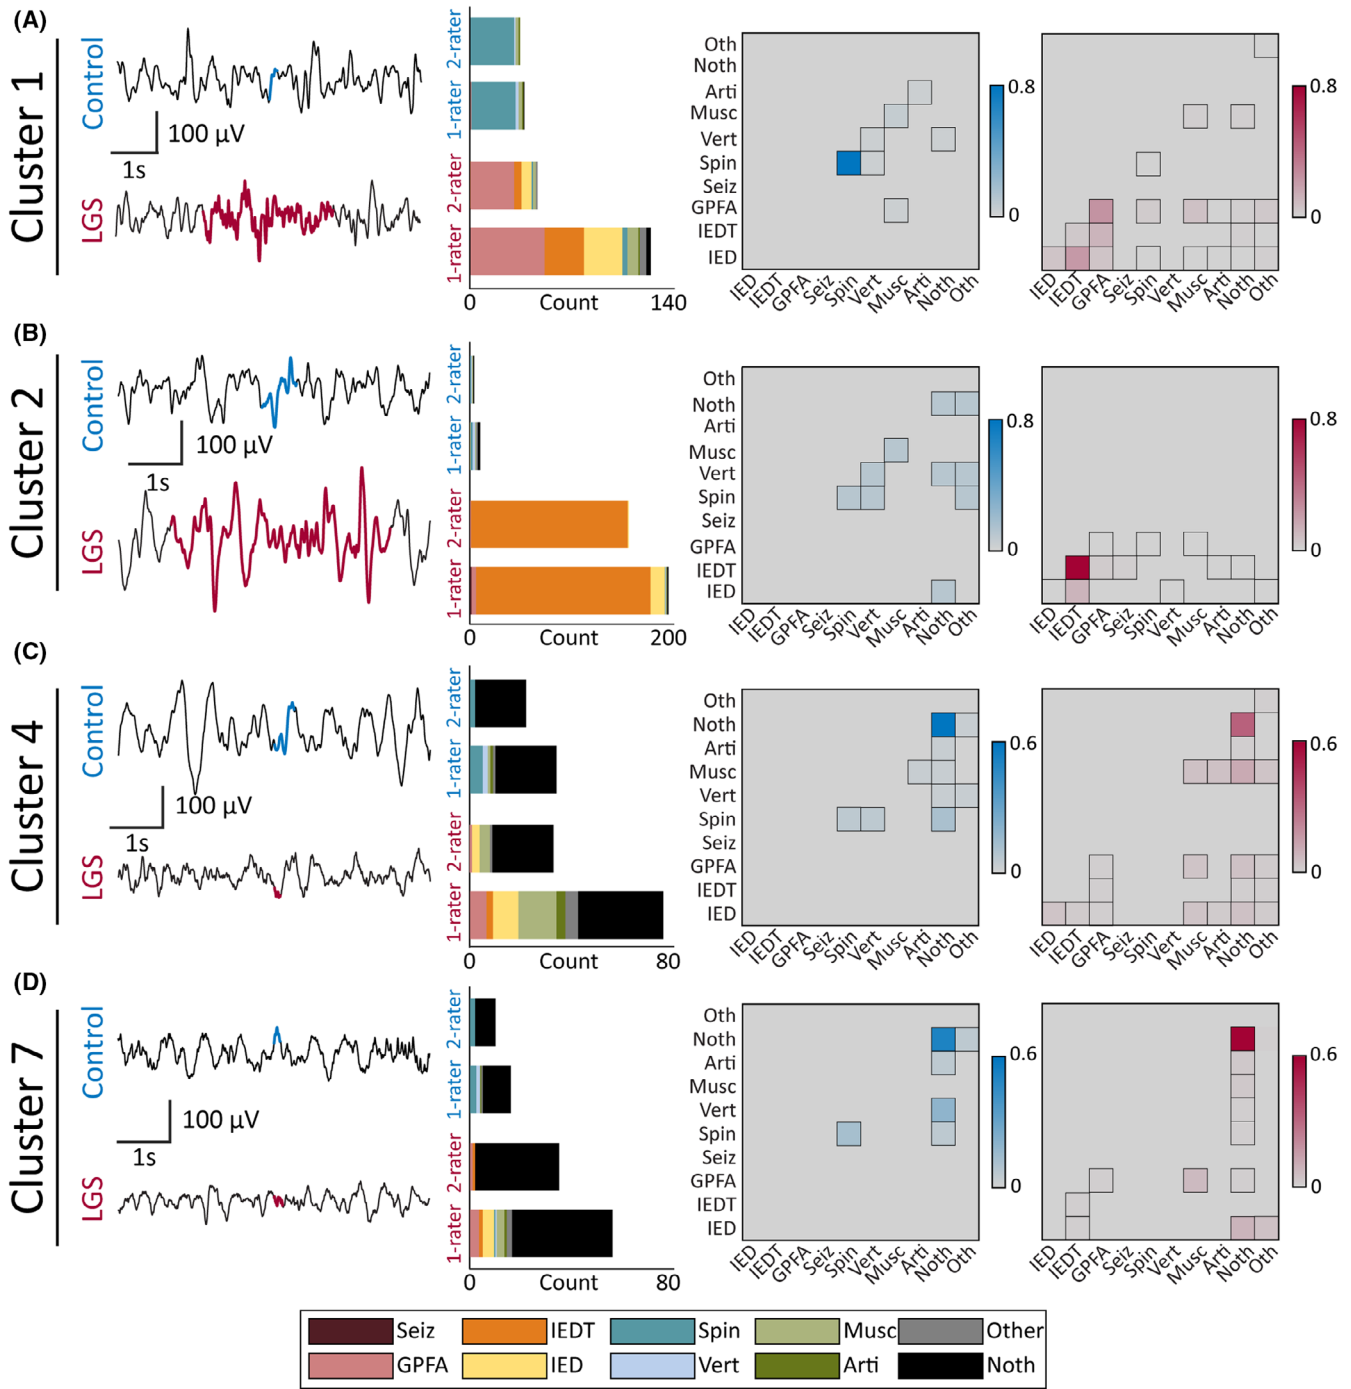 (A)
Cluster 1
Control
100 µV
1s
LGS
2-rater
1-rater
2-rater
1-rater
0 Count 140
Oth
Noth
Arti
Musc
Vert
Spin
Seiz
GPFA
IEDT
IED
IED IEDT GPFA Seiz Spin Vert Musc Arti Noth Oth
0.8
0
IED IEDT GPFA Seiz Spin Vert Musc Arti Noth Oth
0.8
0
(B)
Cluster 2
Control
100 µV
1s
LGS
2-rater
1-rater
2-rater
1-rater
0 Count 200
Oth
Noth
Arti
Musc
Vert
Spin
Seiz
GPFA
IEDT
IED
IED IEDT GPFA Seiz Spin Vert Musc Arti Noth Oth
0.8
0
IED IEDT GPFA Seiz Spin Vert Musc Arti Noth Oth
0.8
0
(C)
Cluster 4
Control
100 µV
1s
LGS
2-rater
1-rater
2-rater
1-rater
0 Count 80
Oth
Noth
Arti
Musc
Vert
Spin
Seiz
GPFA
IEDT
IED
IED IEDT GPFA Seiz Spin Vert Musc Arti Noth Oth
0.6
0
IED IEDT GPFA Seiz Spin Vert Musc Arti Noth Oth
0.6
0
(D)
Cluster 7
Control
100 µV
1s
LGS
2-rater
1-rater
2-rater
1-rater
0 Count 80
Oth
Noth
Arti
Musc
Vert
Spin
Seiz
GPFA
IEDT
IED
IED IEDT GPFA Seiz Spin Vert Musc Arti Noth Oth
0.6
0
IED IEDT GPFA Seiz Spin Vert Musc Arti Noth Oth
0.6
0
Seiz IEDT Spin Musc Other
GPFA IED Vert Arti Noth